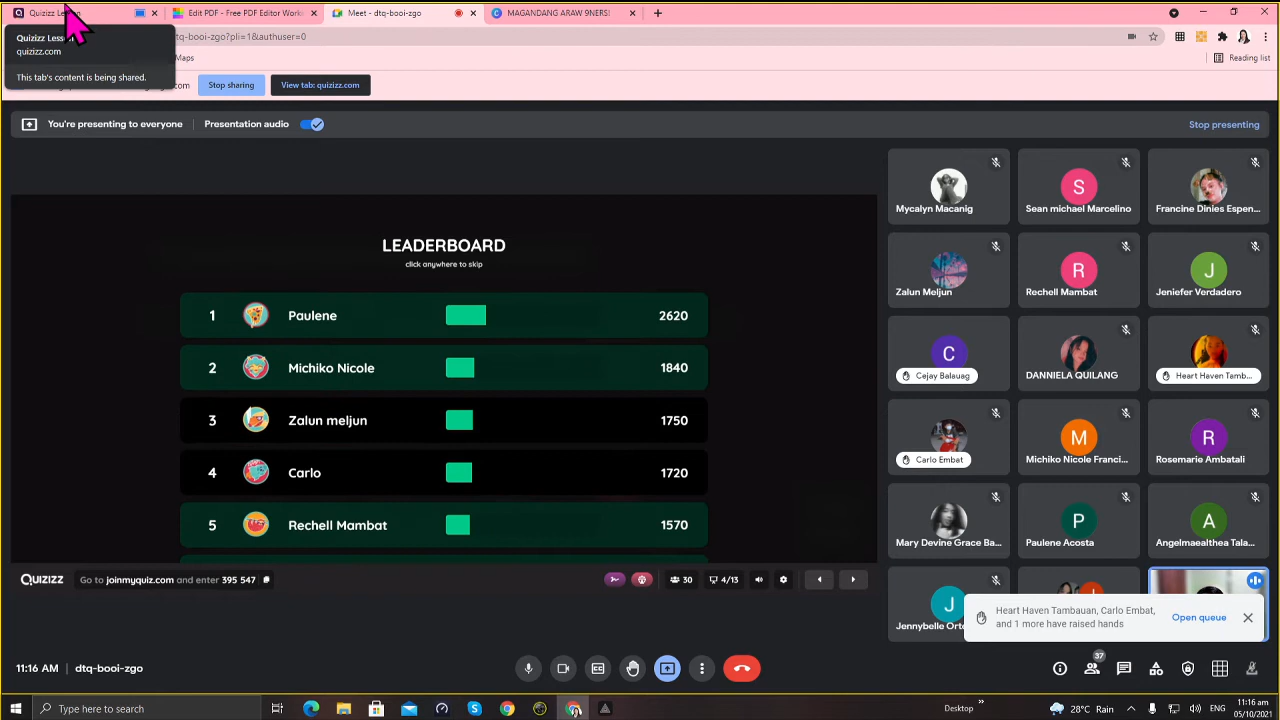 Quizizz Lesson
Edit PDF - Free PDF Editor Work
Meet - dtq-booi-zgo
MAGANDANG ARAW 9NERS!
Quizizz Less
quizizz.com
This tab's content is being shared.
tq-booi-zgo?pli=1&authuser=0
Maps
Reading list
Stop sharing
View tab: quizizz.com
You're presenting to everyone
Presentation audio
Stop presenting
LEADERBOARD
click anywhere to skip
1 Paulene 2620
2 Michiko Nicole 1840
3 Zalun meljun 1750
4 Carlo 1720
5 Rechell Mambat 1570
Mycalyn Macanig
S
Sean michael Marcelino
Francine Dinies Espen...
Zalun Meljun
R
Rechell Mambat
J
Jeniefer Verdadero
C
Cejay Balauag
DANNIELA QUILANG
Heart Haven Tamb...
Carlo Embat
M
Michiko Nicole Franci...
R
Rosemarie Ambatali
Mary Devine Grace Ba...
P
Paulene Acosta
A
Angelmaealthea Tala...
J
Jennybelle Orte
Heart Haven Tambauan, Carlo Embat,
and 1 more have raised hands
Open queue
Quizizz
Go to joinmyquiz.com and enter 395 547
30
4/13
11:16 AM | dtq-booi-zgo
37
Type here to search
Desktop
28°C Rain
11:16 am
05/10/2021